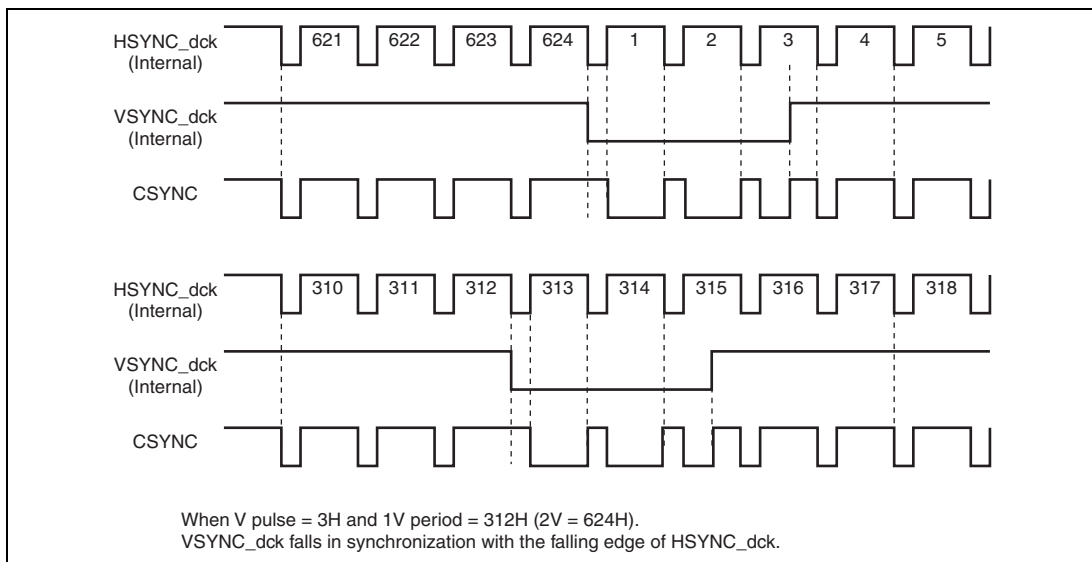 HSYNC_dck
(Internal)
621 622 623 624 1 2 3 4 5
VSYNC_dck
(Internal)
CSYNC
HSYNC_dck
(Internal)
310 311 312 313 314 315 316 317 318
VSYNC_dck
(Internal)
CSYNC
When V pulse = 3H and 1V period = 312H (2V = 624H).
VSYNC_dck falls in synchronization with the falling edge of HSYNC_dck.